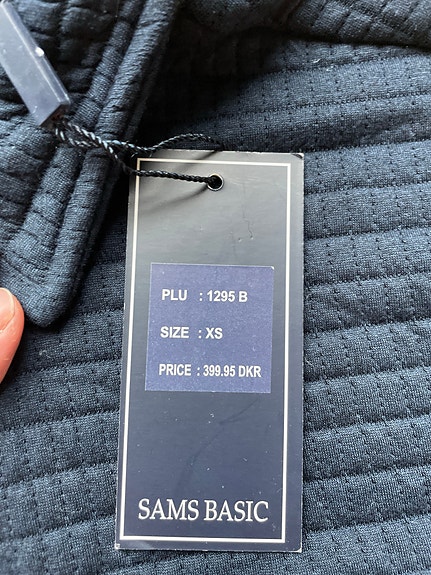 PLU : 1295 B
SIZE : XS
PRICE : 399.95 DKR
SAMS BASIC